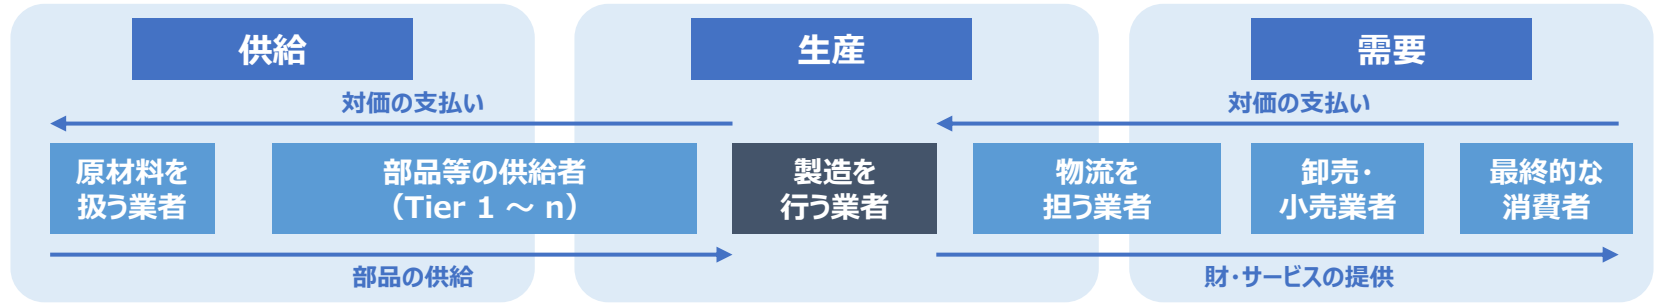 供給
生産
需要
対価の支払い
対価の支払い
原材料を
扱う業者
部品等の供給者
（Tier 1 ～ n）
製造を
行う業者
物流を
担う業者
卸売・
小売業者
最終的な
消費者
部品の供給
財・サービスの提供